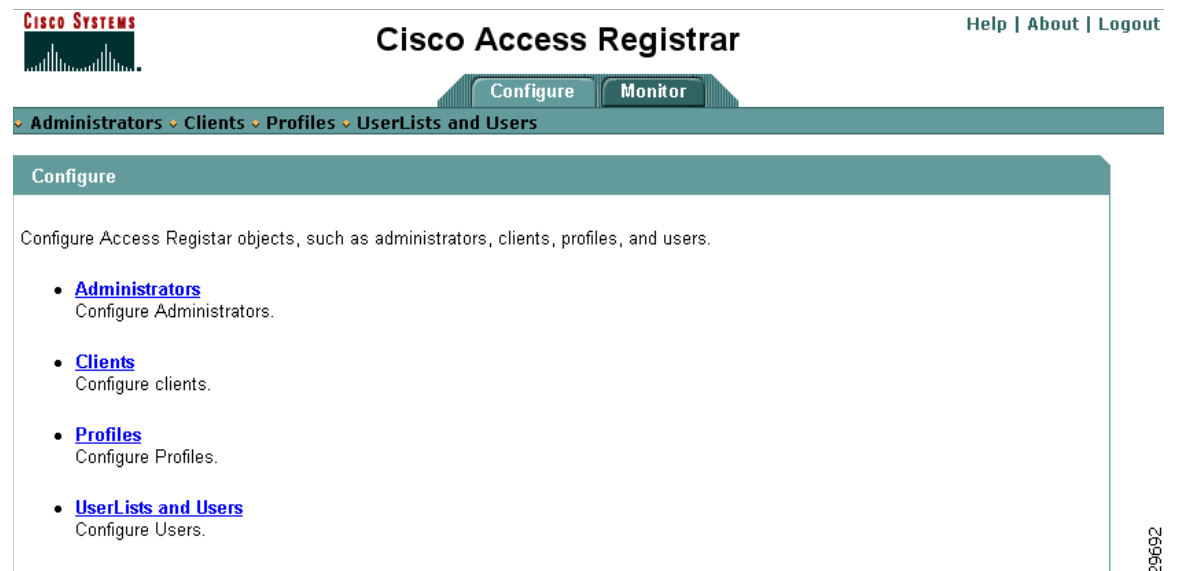 CISCO SYSTEMS
Cisco Access Registrar
Help | About | Logout
Configure
Monitor
Administrators Clients Profiles UserLists and Users
Configure
Configure Access Registar objects, such as administrators, clients, profiles, and users.
• Administrators
Configure Administrators.
• Clients
Configure clients.
• Profiles
Configure Profiles.
• UserLists and Users
Configure Users.
29692